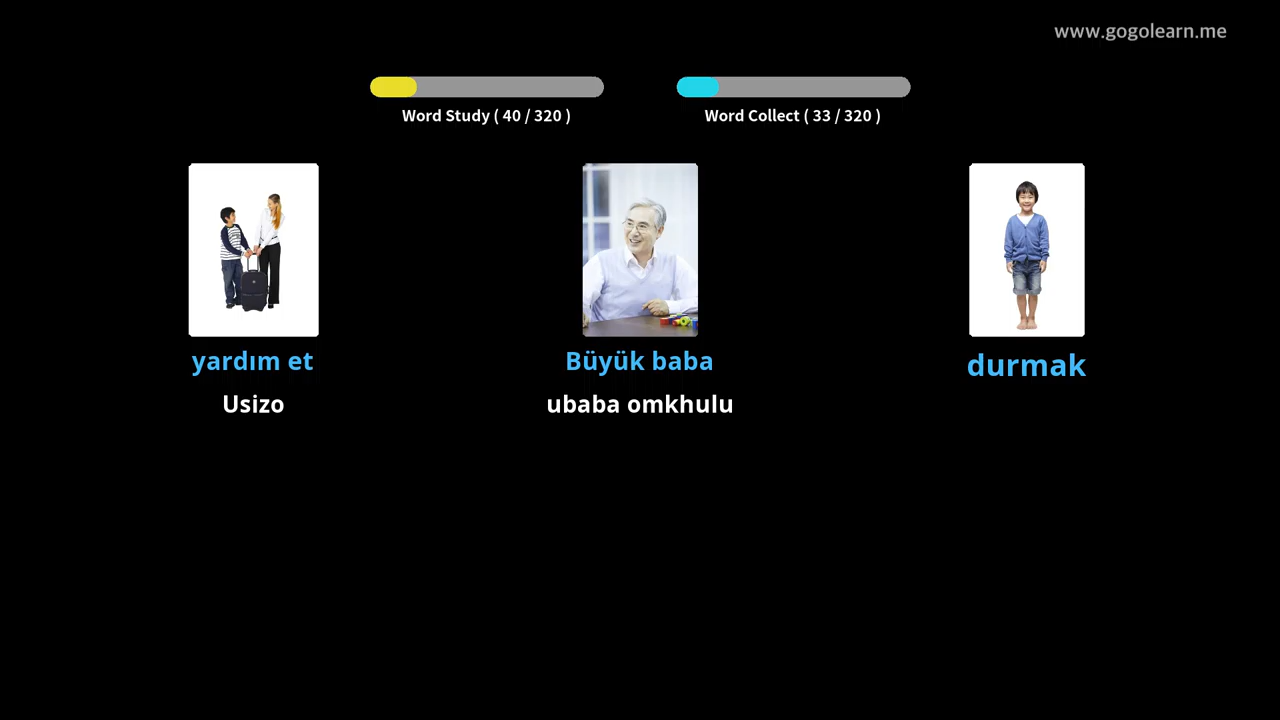 www.gogolearn.me
Word Study ( 40 / 320 )
Word Collect ( 33 / 320 )
yardım et
Büyük baba
durmak
Usizo
ubaba omkhulu